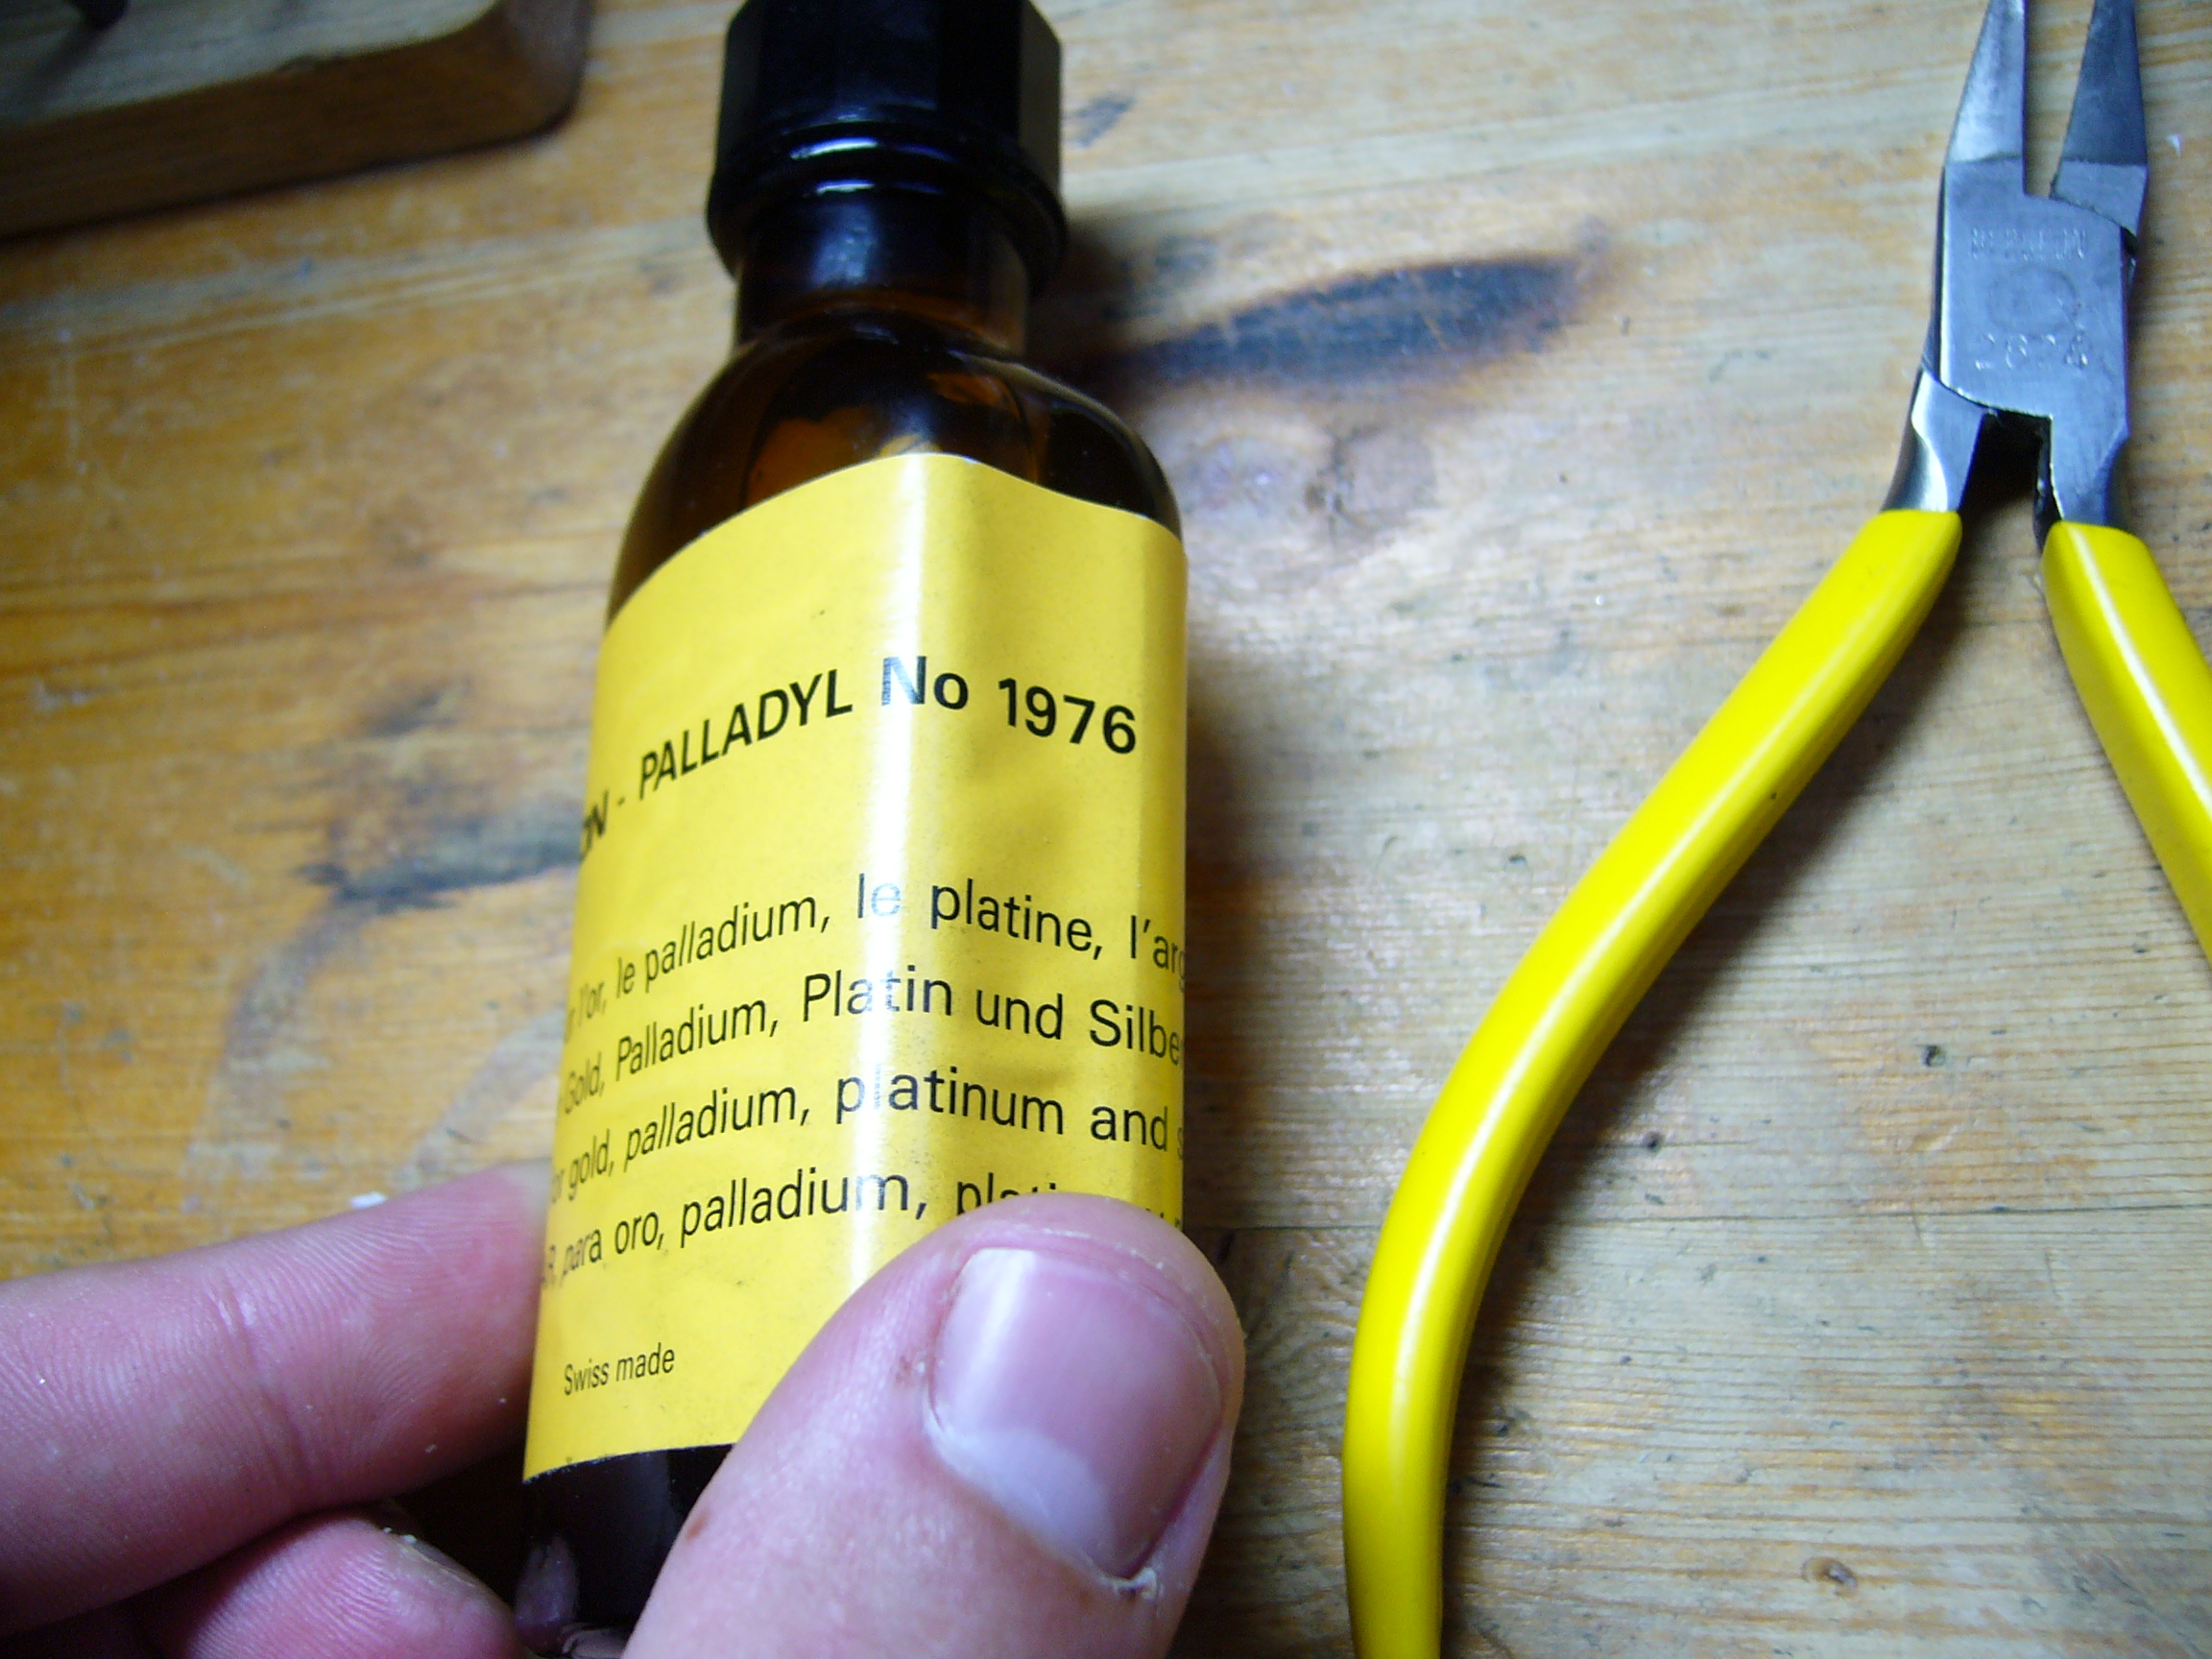 - PALLADYL No 1976
l'or, le palladium, le platine,
Gold, Palladium, Platin und
gold, palladium, platinum and
para oro, palladium,
Swiss made